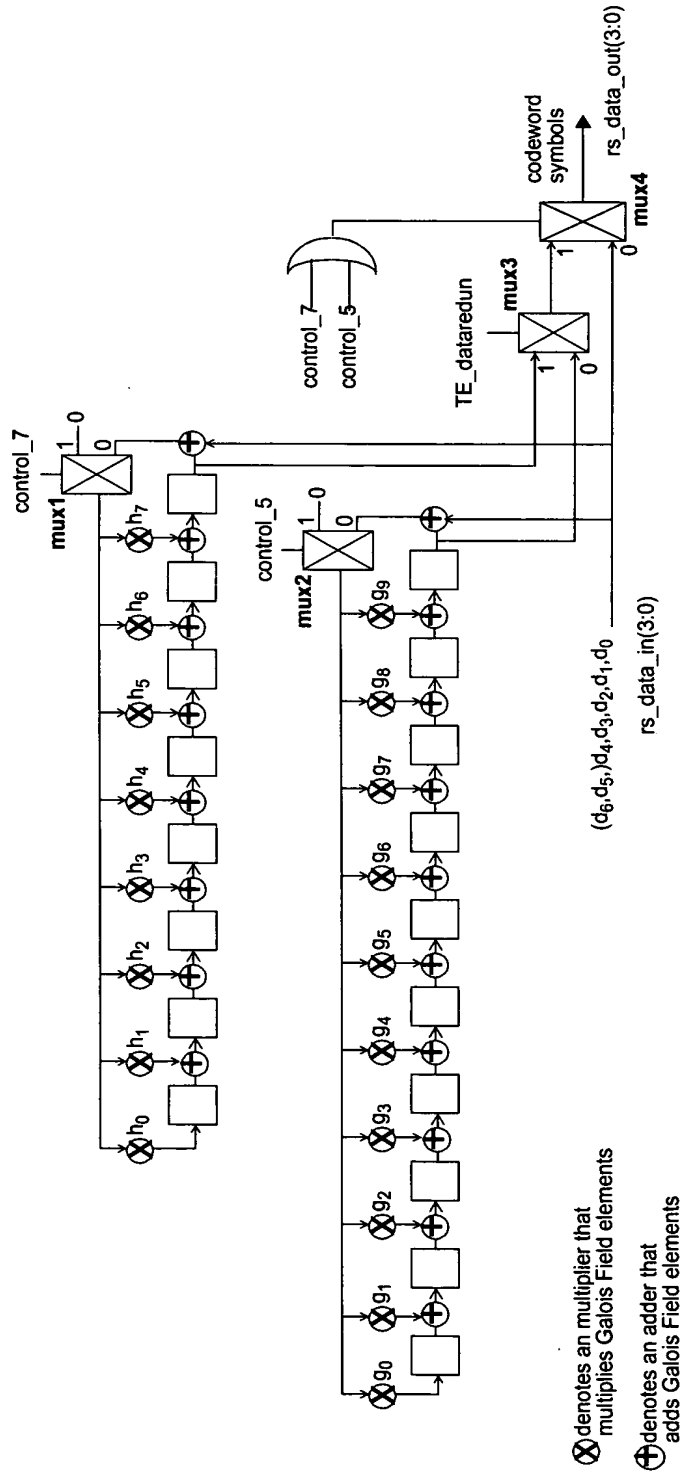 control_7
mux1
1
0
0
h0
h1
h2
h3
h4
h5
h6
h7
control_5
mux2
1
0
0
g0
g1
g2
g3
g4
g5
g6
g7
g8
g9
control_7
control_5
TE_dataredun
mux3
1
0
codeword
symbols
rs_data_out(3:0)
mux4
1
0
(d6,d5,)d4,d3,d2,d1,d0
rs_data_in(3:0)
denotes an multiplier that
multiplies Galois Field elements
denotes an adder that
adds Galois Field elements